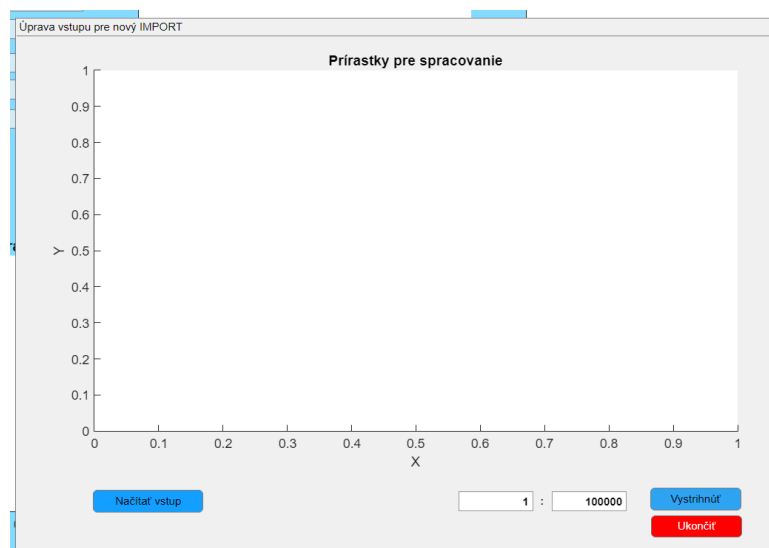 Úprava vstupu pre nový IMPORT
Prírastky pre spracovanie
1
0.9
0.8
0.7
0.6
0.5
0.4
0.3
0.2
0.1
0
Y
0 0.1 0.2 0.3 0.4 0.5 0.6 0.7 0.8 0.9 1
X
Načítať vstup 1 : 100000 Vystrihnúť
Ukončiť